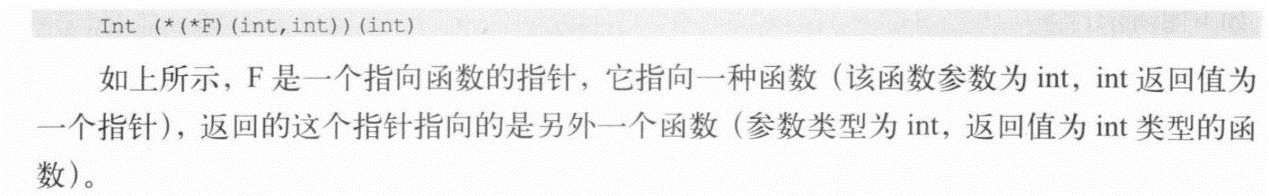 Int (*(*F)(int,int))(int)
如上所示，F 是一个指向函数的指针，它指向一种函数（该函数参数为 int，int 返回值为
一个指针），返回的这个指针指向的是另外一个函数（参数类型为 int，返回值为 int 类型的函
数）。